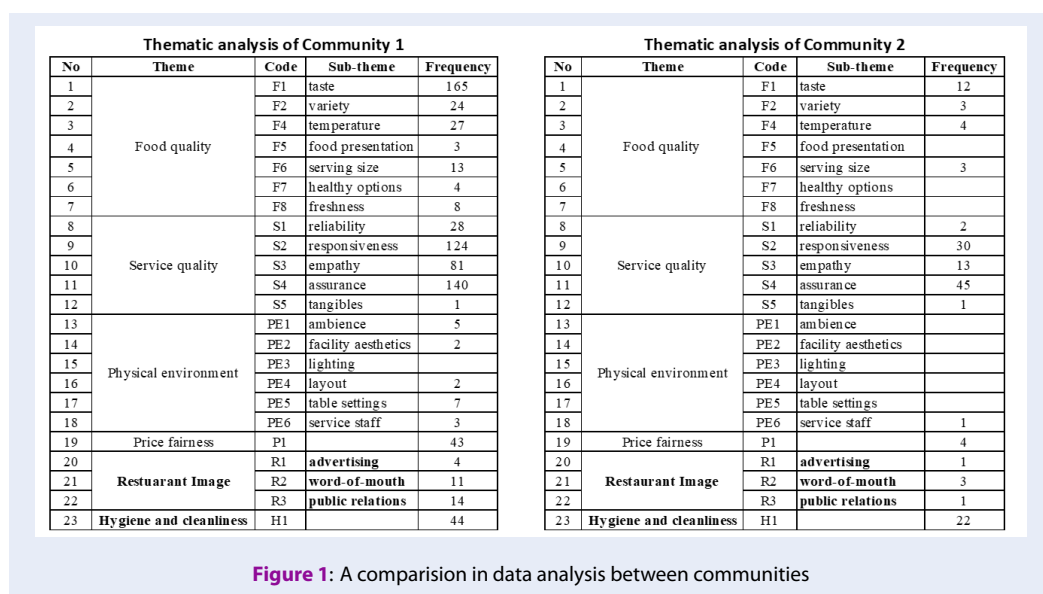 Thematic analysis of Community 1
No Theme Code Sub-theme Frequency
1 F1 taste 165
2 F2 variety 24
3 F4 temperature 27
4 Food quality F5 food presentation 3
5 F6 serving size 13
6 F7 healthy options 4
7 F8 freshness 8
8 S1 reliability 28
9 S2 responsiveness 124
10 Service quality S3 empathy 81
11 S4 assurance 140
12 S5 tangibles 1
13 PE1 ambience 5
14 PE2 facility aesthetics 2
15 PE3 lighting
16 Physical environment PE4 layout 2
17 PE5 table settings 7
18 PE6 service staff 3
19 Price fairness P1 43
20 R1 advertising 4
21 Restuarant Image R2 word-of-mouth 11
22 R3 public relations 14
23 Hygiene and cleanliness H1 44
Thematic analysis of Community 2
No Theme Code Sub-theme Frequency
1 F1 taste 12
2 F2 variety 3
3 F4 temperature 4
4 Food quality F5 food presentation
5 F6 serving size 3
6 F7 healthy options
7 F8 freshness
8 S1 reliability 2
9 S2 responsiveness 30
10 Service quality S3 empathy 13
11 S4 assurance 45
12 S5 tangibles 1
13 PE1 ambience
14 PE2 facility aesthetics
15 PE3 lighting
16 Physical environment PE4 layout
17 PE5 table settings
18 PE6 service staff 1
19 Price fairness P1 4
20 R1 advertising 1
21 Restaurant Image R2 word-of-mouth 3
22 R3 public relations 1
23 Hygiene and cleanliness H1 22
Figure 1: A comparision in data analysis between communities